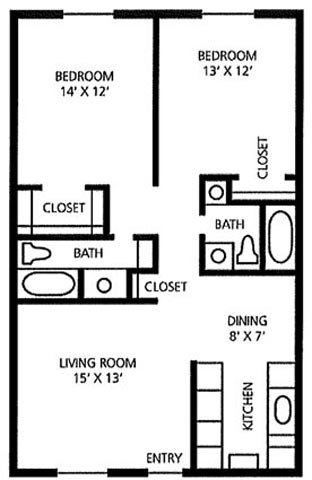 BEDROOM
14' X 12'
BEDROOM
13' X 12'
CLOSET
CLOSET
BATH
BATH
CLOSET
DINING
8' X 7'
LIVING ROOM
15' X 13'
KITCHEN
ENTRY